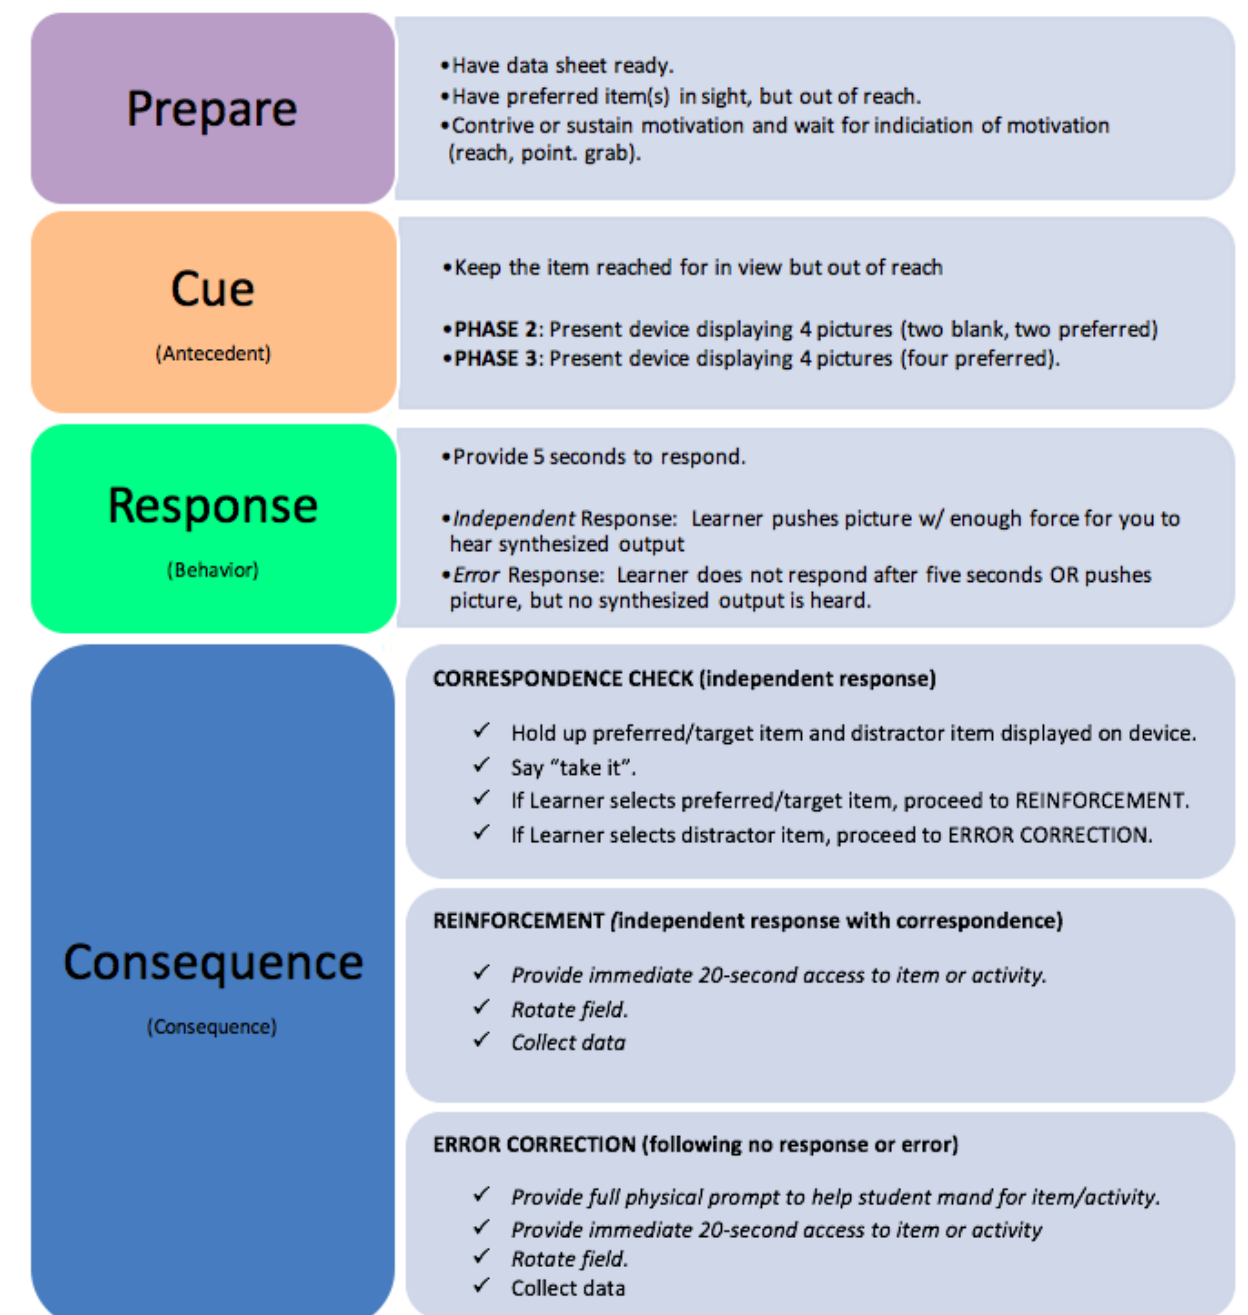 Prepare
•Have data sheet ready.
•Have preferred item(s) in sight, but out of reach.
•Contrive or sustain motivation and wait for indiciation of motivation
(reach, point. grab).
Cue
(Antecedent)
•Keep the item reached for in view but out of reach
•PHASE 2: Present device displaying 4 pictures (two blank, two preferred)
•PHASE 3: Present device displaying 4 pictures (four preferred).
Response
(Behavior)
•Provide 5 seconds to respond.
•Independent Response: Learner pushes picture w/ enough force for you to
hear synthesized output
•Error Response: Learner does not respond after five seconds OR pushes
picture, but no synthesized output is heard.
Consequence
(Consequence)
CORRESPONDENCE CHECK (independent response)
✓ Hold up preferred/target item and distractor item displayed on device.
✓ Say “take it”.
✓ If Learner selects preferred/target item, proceed to REINFORCEMENT.
✓ If Learner selects distractor item, proceed to ERROR CORRECTION.
REINFORCEMENT (independent response with correspondence)
✓ Provide immediate 20-second access to item or activity.
✓ Rotate field.
✓ Collect data
ERROR CORRECTION (following no response or error)
✓ Provide full physical prompt to help student mand for item/activity.
✓ Provide immediate 20-second access to item or activity
✓ Rotate field.
✓ Collect data